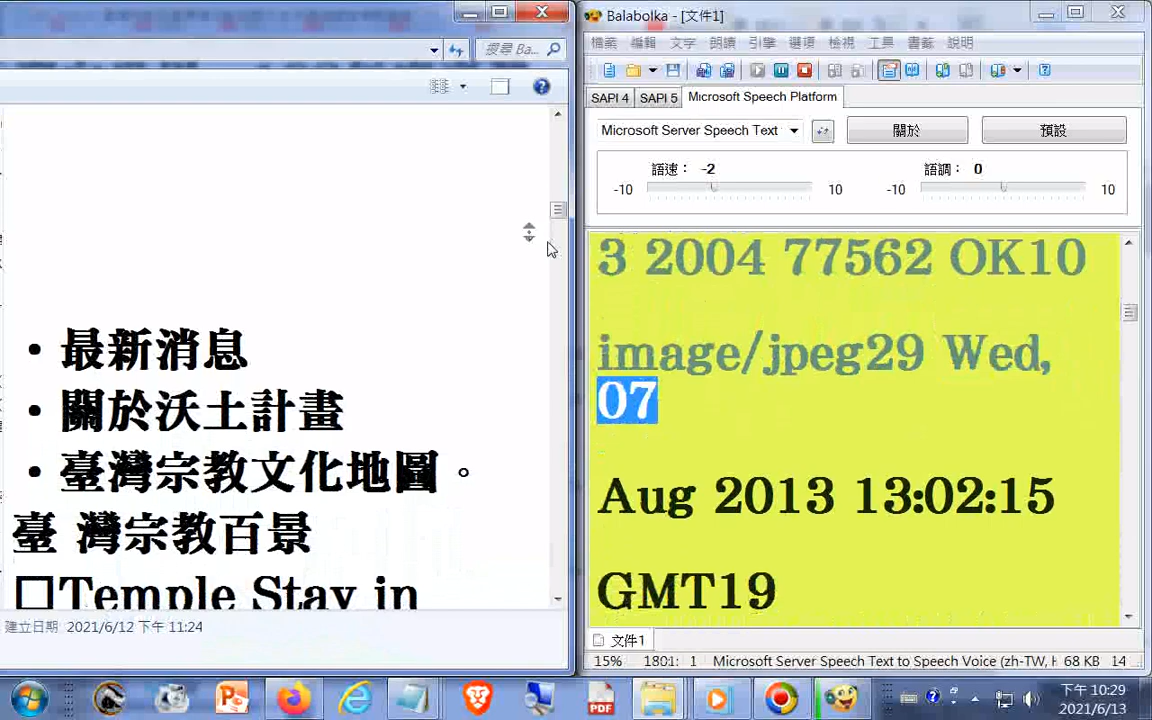 搜尋 Ba...
• 最新消息
• 關於沃土計畫
• 臺灣宗教文化地圖。
臺 灣宗教百景
□Temple Stay in
建立日期: 2021/6/12 下午 11:24
Balabolka - [文件1]
檔案 編輯 文字 朗讀 引擎 選項 檢視 工具 書籤 說明
SAPI 4 SAPI 5 Microsoft Speech Platform
Microsoft Server Speech Text 關於 預設
語速: -2 語調: 0
-10 10 -10 10
3 2004 77562 OK10
image/jpeg29 Wed,
07
Aug 2013 13:02:15
GMT19
文件1
15% 1801: 1 Microsoft Server Speech Text to Speech Voice (zh-TW, H 68 KB 14
PDF
下午 10:29
2021/6/13